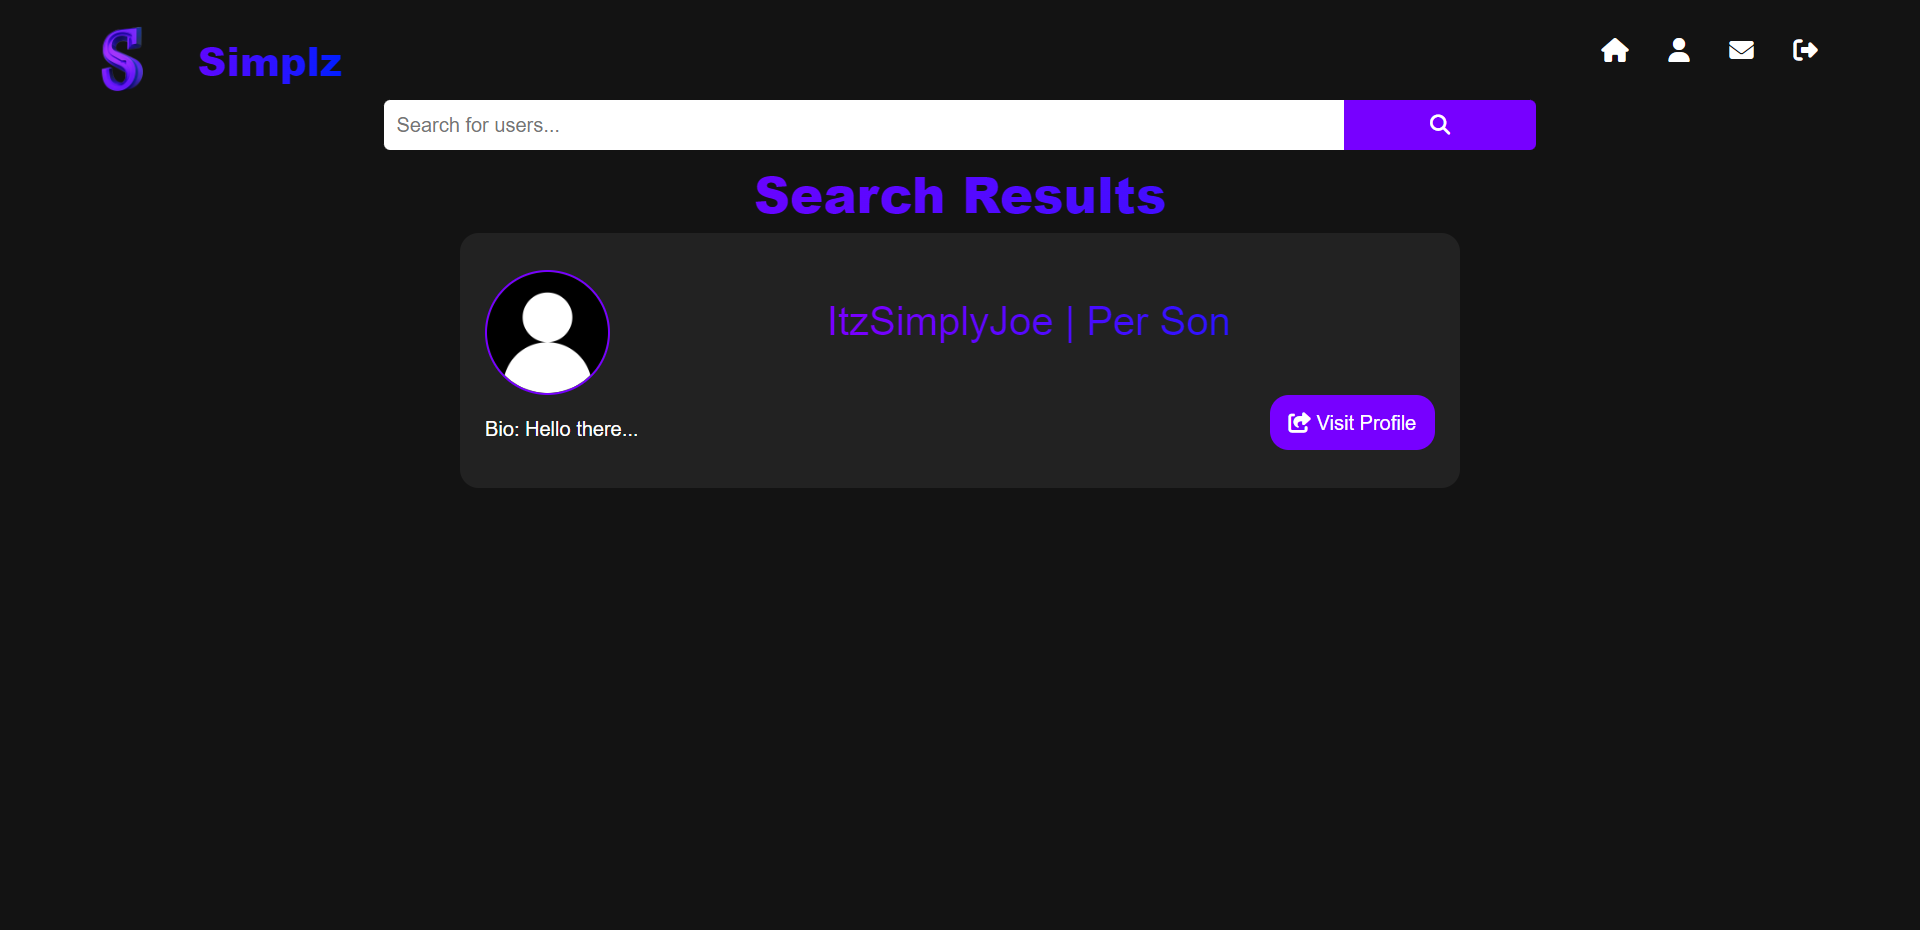 S
Simplz
Search for users...
Search Results
ItzSimplyJoe | Per Son
Bio: Hello there...
Visit Profile